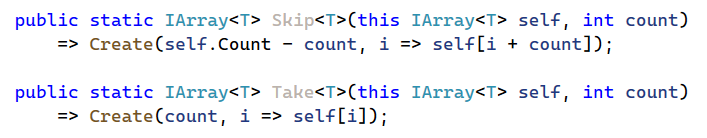 public static IArray<T> Skip<T>(this IArray<T> self, int count)
    => Create(self.Count - count, i => self[i + count]);

public static IArray<T> Take<T>(this IArray<T> self, int count)
    => Create(count, i => self[i]);